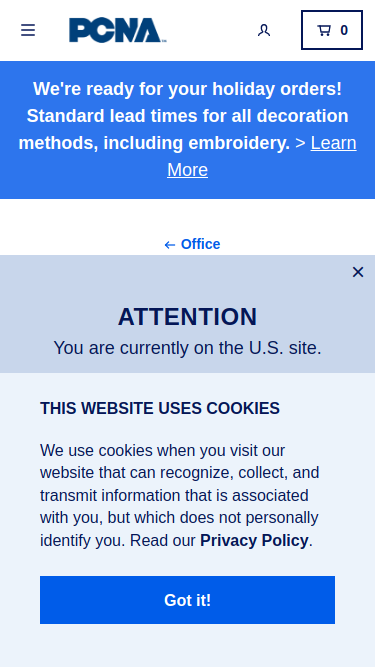 PCNA
0
We're ready for your holiday orders!
Standard lead times for all decoration
methods, including embroidery. > Learn
More
← Office
×
ATTENTION
You are currently on the U.S. site.
THIS WEBSITE USES COOKIES
We use cookies when you visit our
website that can recognize, collect, and
transmit information that is associated
with you, but which does not personally
identify you. Read our Privacy Policy.
Got it!